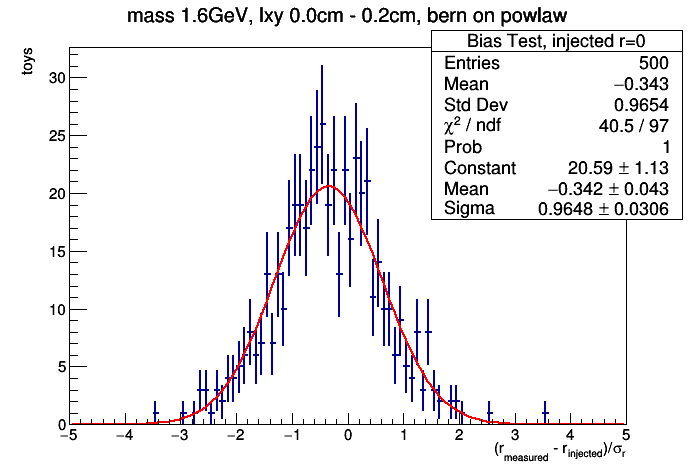 mass 1.6GeV, lxy 0.0cm - 0.2cm, bern on powlaw
toys
Bias Test, injected r=0
Entries 500
Mean −0.343
Std Dev 0.9654
χ² / ndf 40.5 / 97
Prob 1
Constant 20.59 ± 1.13
Mean −0.342 ± 0.043
Sigma 0.9648 ± 0.0306
30
25
20
15
10
5
0
−5 −4 −3 −2 −1 0 1 2 3 4 5
(r_measured - r_injected)/σ_r